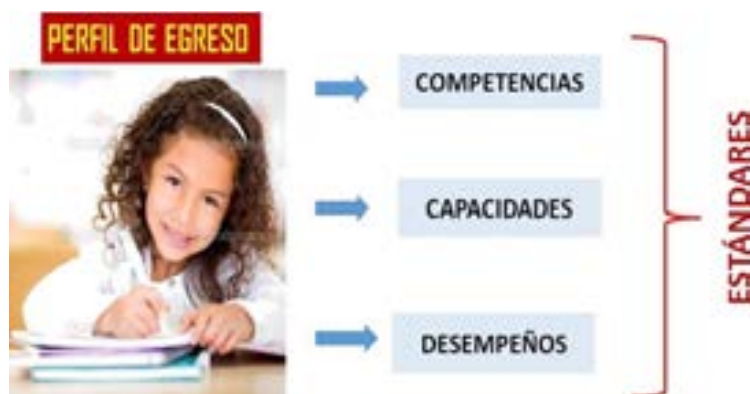 PERFIL DE EGRESO
COMPETENCIAS
CAPACIDADES
DESEMPEÑOS
ESTÁNDARES